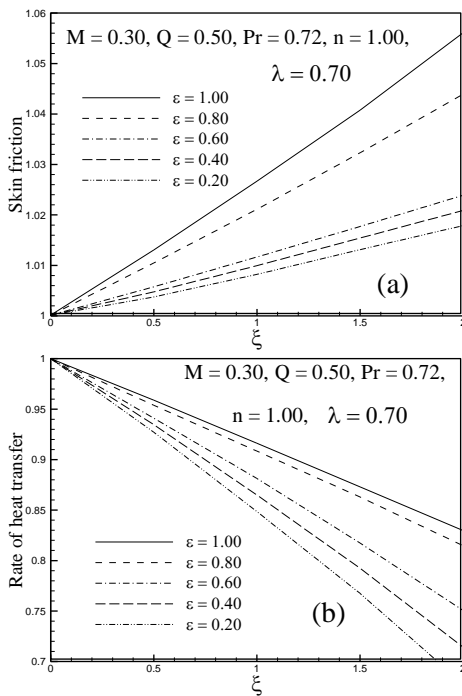 1.06
M = 0.30, Q = 0.50, Pr = 0.72, n = 1.00,
λ = 0.70
1.05
ε = 1.00
ε = 0.80
1.04
ε = 0.60
ε = 0.40
1.03
ε = 0.20
Skin friction
1.02
1.01
(a)
1
0 0.5 1 1.5 2
ξ
1
M = 0.30, Q = 0.50, Pr = 0.72,
n = 1.00, λ = 0.70
0.95
0.9
Rate of heat transfer
0.85
0.8
ε = 1.00
ε = 0.80
ε = 0.60
0.75
ε = 0.40
ε = 0.20
(b)
0.7
0 0.5 1 1.5 2
ξ